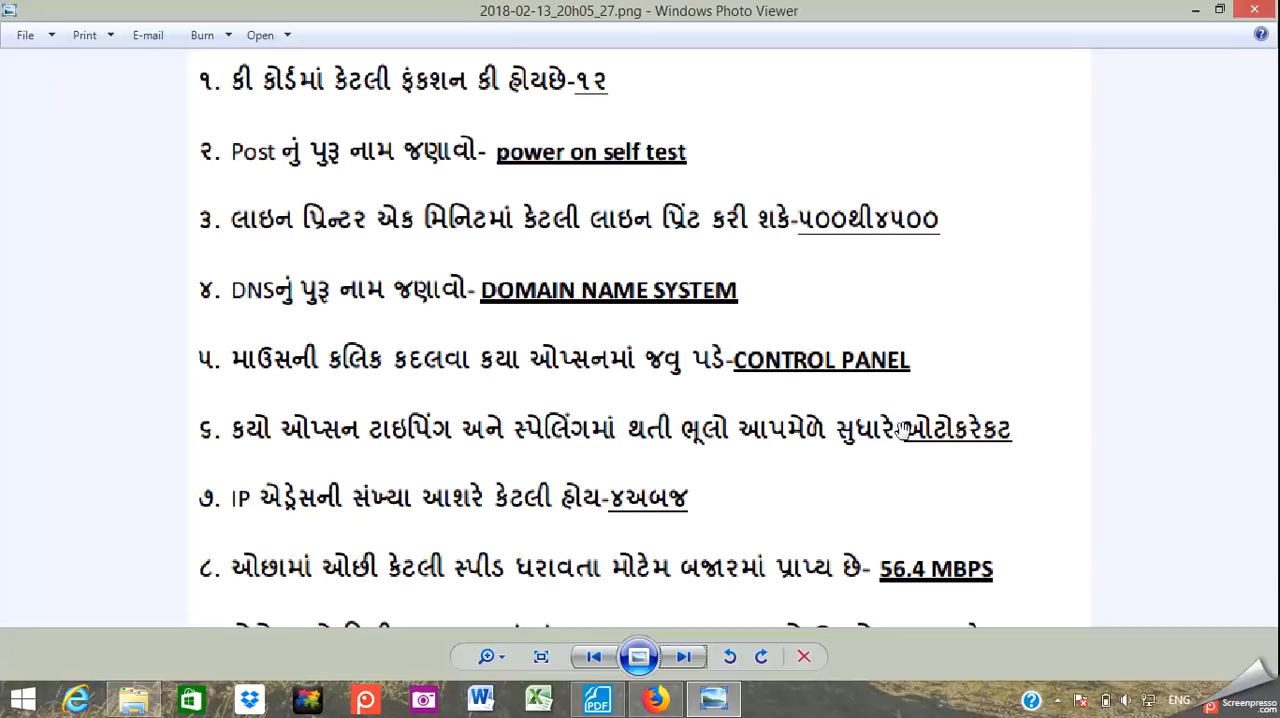 2018-02-13_20h05_27.png - Windows Photo Viewer
File Print E-mail Burn Open
૧. કી કોર્ડમાં કેટલી ફંકશન કી હોયછે-૧૨
૨. Post નું પુરૂ નામ જણાવો- power on self test
૩. લાઇન પ્રિન્ટર એક મિનિટમાં કેટલી લાઇન પ્રિંટ કરી શકે-૫૦૦થી૪૫૦૦
૪. DNSનું પુરૂ નામ જણાવો- DOMAIN NAME SYSTEM
૫. માઉસની કલિક કદલવા કયા ઓપ્સનમાં જવુ પડે-CONTROL PANEL
૬. કયો ઓપ્સન ટાઇપિંગ અને સ્પેલિંગમાં થતી ભૂલો આપમેળે સુધારે-ઓટોકરેકટ
૭. IP એડ્રેસની સંખ્યા આશરે કેટલી હોય-૪અબજ
૮. ઓછામાં ઓછી કેટલી સ્પીડ ધરાવતા મોટેમ બજારમાં પ્રાપ્ય છે- 56.4 MBPS
ENG
Screenpresso
.com